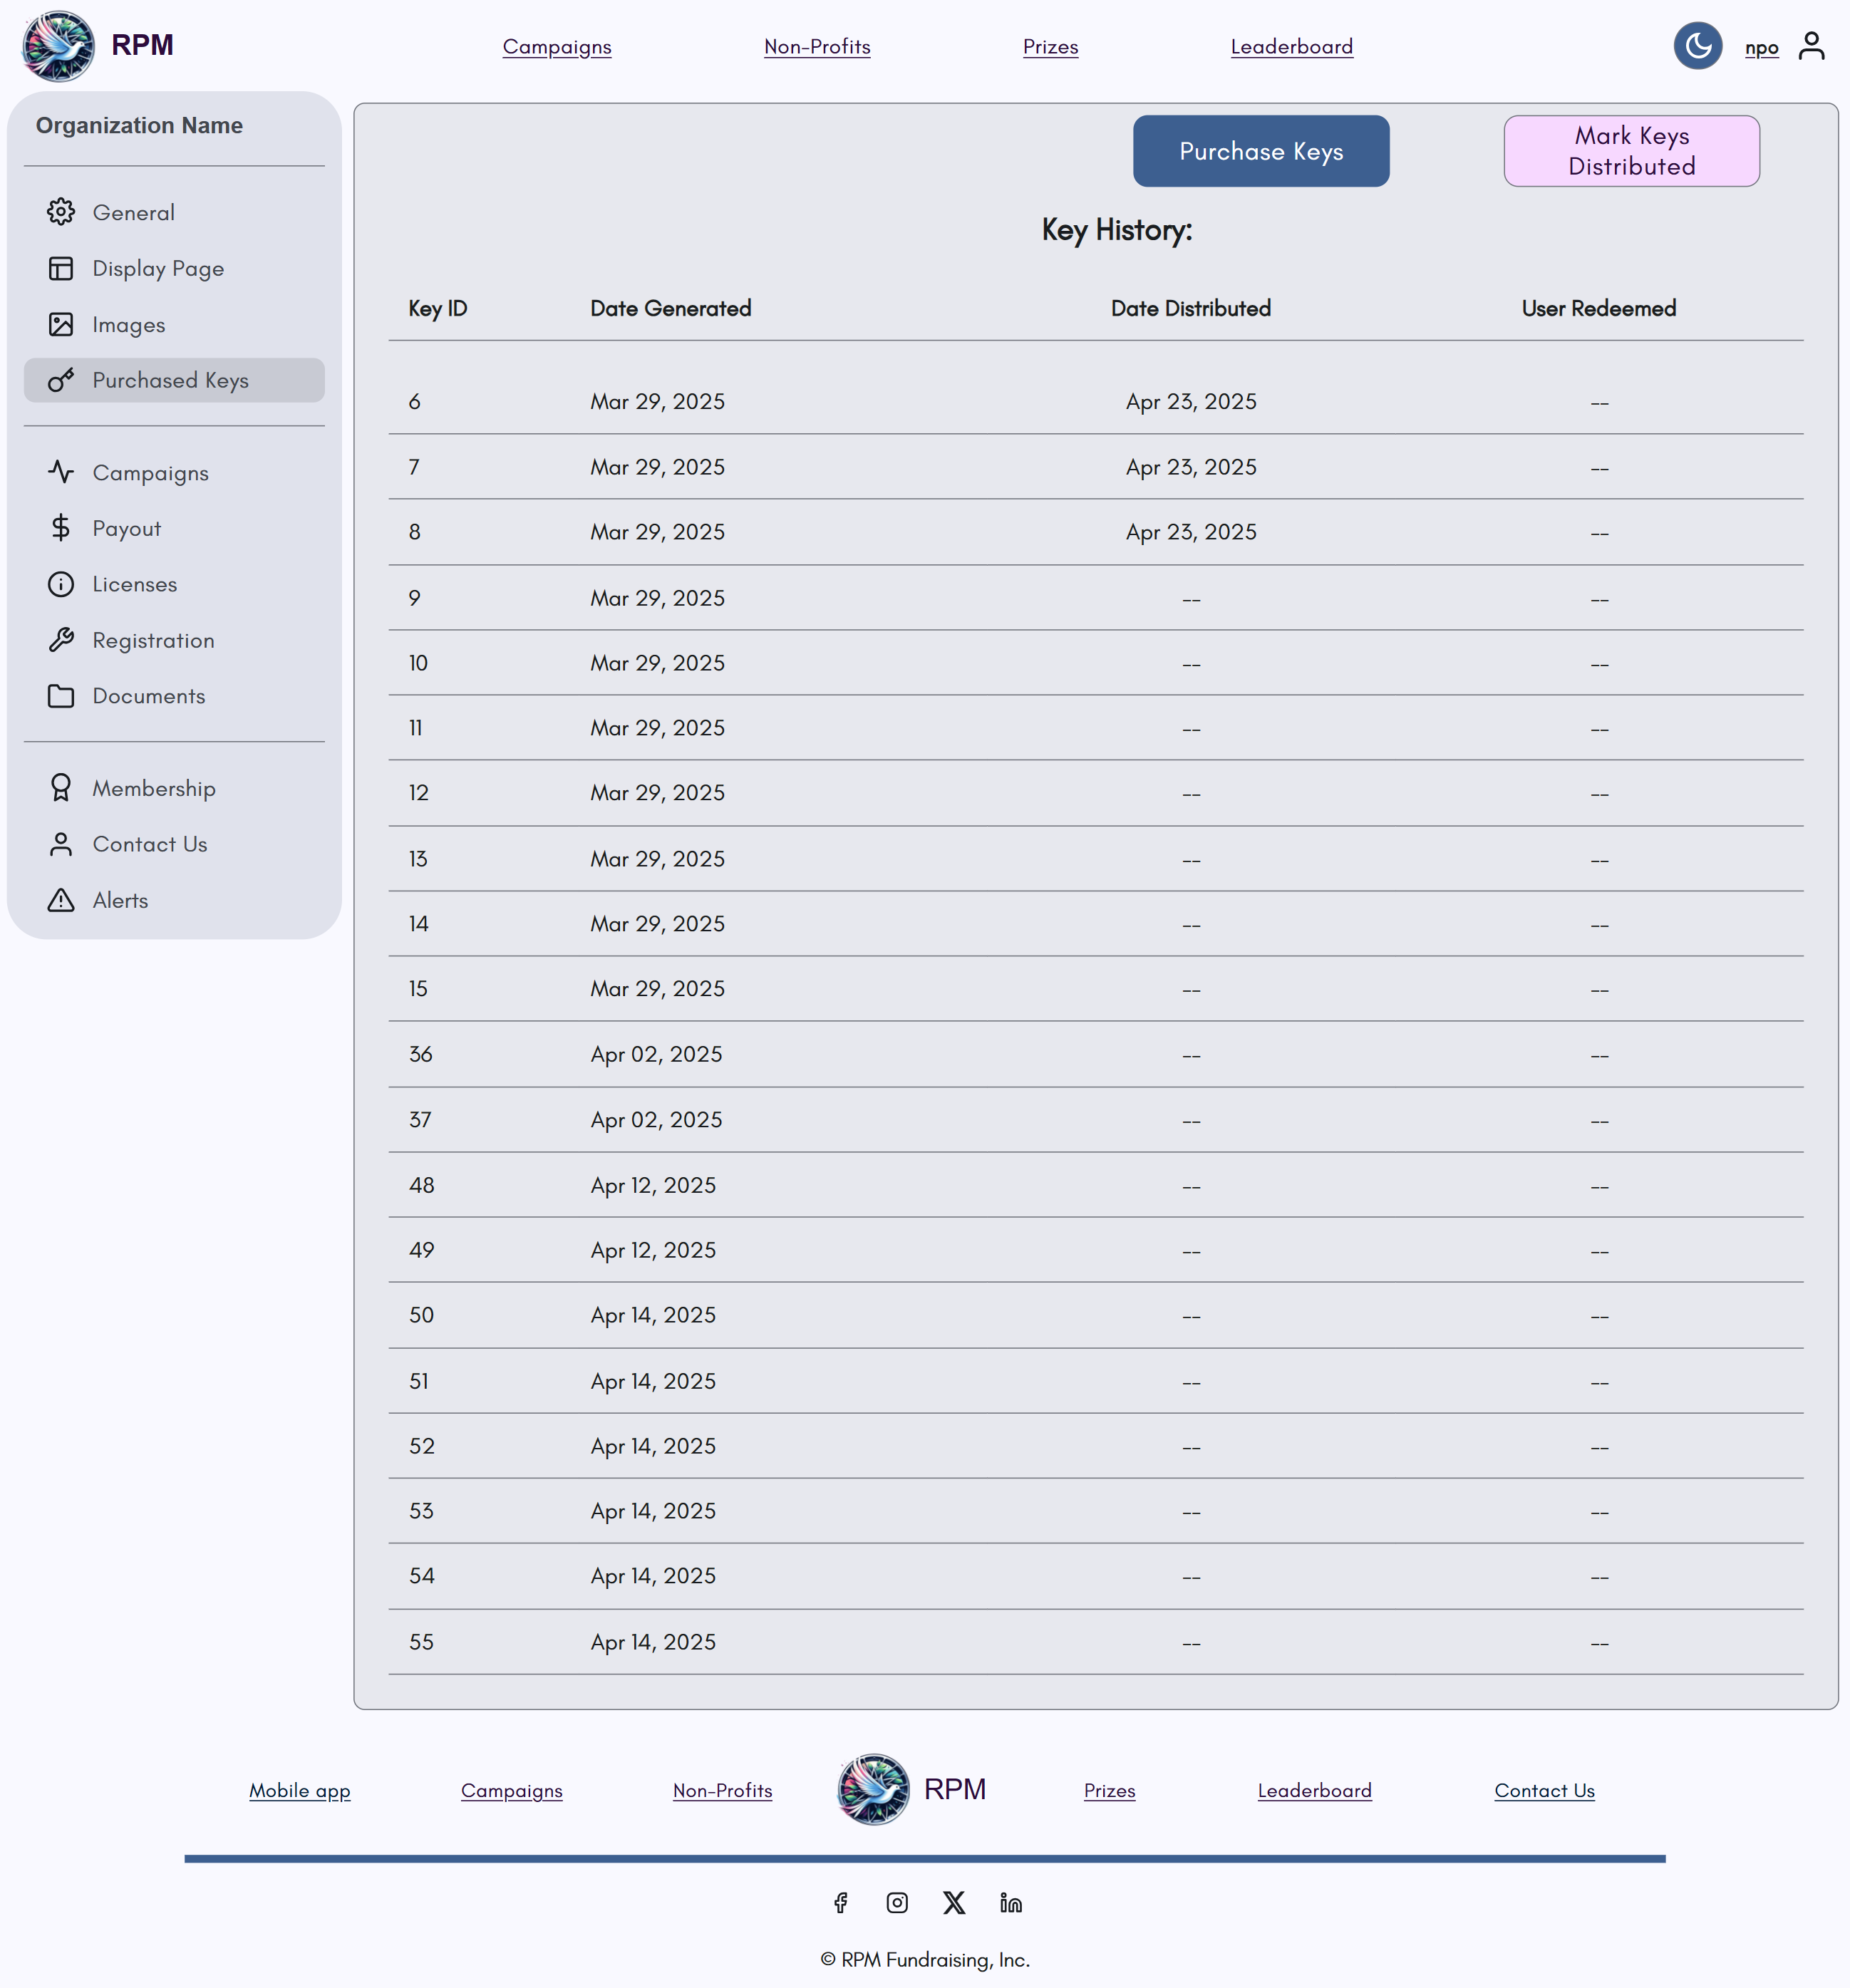 RPM
Campaigns Non-Profits Prizes Leaderboard npo
Organization Name
General
Display Page
Images
Purchased Keys
Campaigns
Payout
Licenses
Registration
Documents
Membership
Contact Us
Alerts
Purchase Keys
Mark Keys
Distributed
Key History:
Key ID Date Generated Date Distributed User Redeemed
6 Mar 29, 2025 Apr 23, 2025 --
7 Mar 29, 2025 Apr 23, 2025 --
8 Mar 29, 2025 Apr 23, 2025 --
9 Mar 29, 2025 -- --
10 Mar 29, 2025 -- --
11 Mar 29, 2025 -- --
12 Mar 29, 2025 -- --
13 Mar 29, 2025 -- --
14 Mar 29, 2025 -- --
15 Mar 29, 2025 -- --
36 Apr 02, 2025 -- --
37 Apr 02, 2025 -- --
48 Apr 12, 2025 -- --
49 Apr 12, 2025 -- --
50 Apr 14, 2025 -- --
51 Apr 14, 2025 -- --
52 Apr 14, 2025 -- --
53 Apr 14, 2025 -- --
54 Apr 14, 2025 -- --
55 Apr 14, 2025 -- --
Mobile app Campaigns Non-Profits RPM Prizes Leaderboard Contact Us
© RPM Fundraising, Inc.